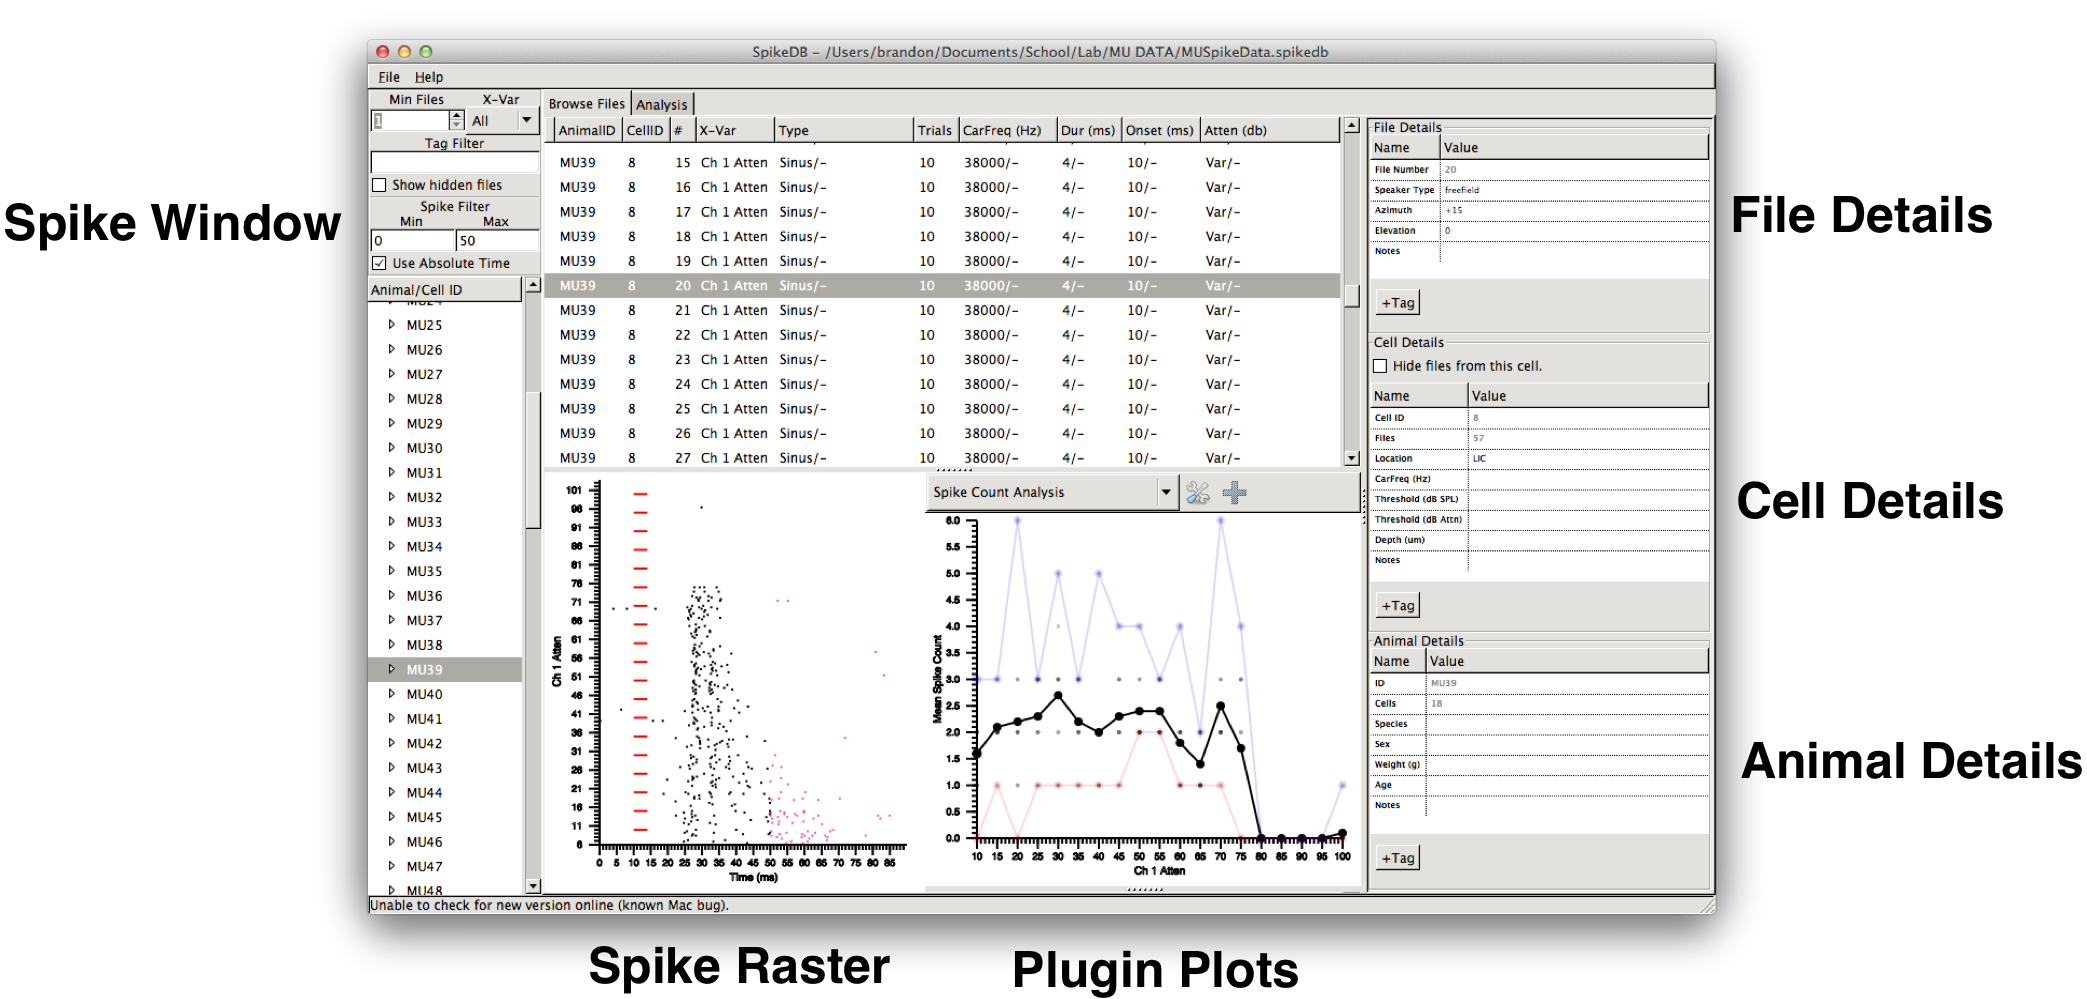 SpikeDB – /Users/brandon/Documents/School/Lab/MU DATA/MUSpikeData.spikedb
File Help
Min Files X-Var
1 All
Tag Filter
Show hidden files
Spike Filter
Min Max
0 50
Use Absolute Time
Animal/Cell ID
MU24
MU25
MU26
MU27
MU28
MU29
MU30
MU31
MU32
MU33
MU34
MU35
MU36
MU37
MU38
MU39
MU40
MU41
MU42
MU43
MU44
MU45
MU46
MU47
MU48
Browse Files Analysis
AnimalID CellID # X-Var Type Trials CarFreq (Hz) Dur (ms) Onset (ms) Atten (db)
MU39 8 15 Ch 1 Atten Sinus/- 10 38000/- 4/- 10/- Var/-
MU39 8 16 Ch 1 Atten Sinus/- 10 38000/- 4/- 10/- Var/-
MU39 8 17 Ch 1 Atten Sinus/- 10 38000/- 4/- 10/- Var/-
MU39 8 18 Ch 1 Atten Sinus/- 10 38000/- 4/- 10/- Var/-
MU39 8 19 Ch 1 Atten Sinus/- 10 38000/- 4/- 10/- Var/-
MU39 8 20 Ch 1 Atten Sinus/- 10 38000/- 4/- 10/- Var/-
MU39 8 21 Ch 1 Atten Sinus/- 10 38000/- 4/- 10/- Var/-
MU39 8 22 Ch 1 Atten Sinus/- 10 38000/- 4/- 10/- Var/-
MU39 8 23 Ch 1 Atten Sinus/- 10 38000/- 4/- 10/- Var/-
MU39 8 24 Ch 1 Atten Sinus/- 10 38000/- 4/- 10/- Var/-
MU39 8 25 Ch 1 Atten Sinus/- 10 38000/- 4/- 10/- Var/-
MU39 8 26 Ch 1 Atten Sinus/- 10 38000/- 4/- 10/- Var/-
MU39 8 27 Ch 1 Atten Sinus/- 10 38000/- 4/- 10/- Var/-
101
96
91
86
81
76
71
66
61
56
51
46
41
36
31
26
21
16
11
6
Ch 1 Atten
0 5 10 15 20 25 30 35 40 45 50 55 60 65 70 75 80 85
Time (ms)
Spike Count Analysis
6.0
5.5
5.0
4.5
4.0
3.5
3.0
2.5
2.0
1.5
1.0
0.5
0.0
Mean Spike Count
10 15 20 25 30 35 40 45 50 55 60 65 70 75 80 85 90 95 100
Ch 1 Atten
File Details
Name Value
File Number 20
Speaker Type freefield
Azimuth +15
Elevation 0
Notes
+Tag
Cell Details
Hide files from this cell.
Name Value
Cell ID 8
Files 57
Location LIC
CarFreq (Hz)
Threshold (dB SPL)
Threshold (dB Attn)
Depth (um)
Notes
+Tag
Animal Details
Name Value
ID MU39
Cells 18
Species
Sex
Weight (g)
Age
Notes
+Tag
Unable to check for new version online (known Mac bug).
Spike Window
File Details
Cell Details
Animal Details
Spike Raster
Plugin Plots